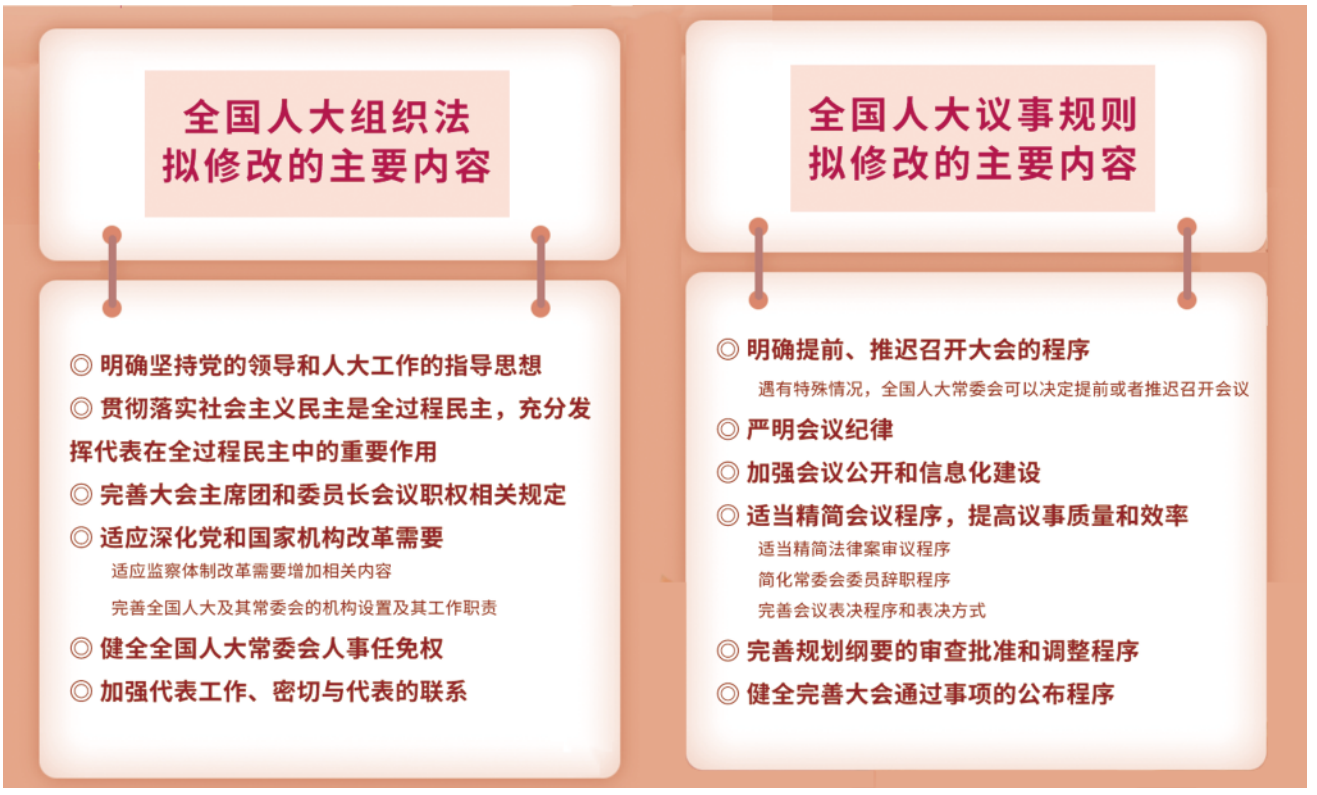 全国人大组织法
拟修改的主要内容
◎ 明确坚持党的领导和人大工作的指导思想
◎ 贯彻落实社会主义民主是全过程民主，充分发
挥代表在全过程民主中的重要作用
◎ 完善大会主席团和委员长会议职权相关规定
◎ 适应深化党和国家机构改革需要
适应监察体制改革需要增加相关内容
完善全国人大及其常委会的机构设置及其工作职责
◎ 健全全国人大常委会人事任免权
◎ 加强代表工作、密切与代表的联系
全国人大议事规则
拟修改的主要内容
◎ 明确提前、推迟召开大会的程序
遇有特殊情况，全国人大常委会可以决定提前或者推迟召开会议
◎ 严明会议纪律
◎ 加强会议公开和信息化建设
◎ 适当精简会议程序，提高议事质量和效率
适当精简法律案审议程序
简化常委会委员辞职程序
完善会议表决程序和表决方式
◎ 完善规划纲要的审查批准和调整程序
◎ 健全完善大会通过事项的公布程序